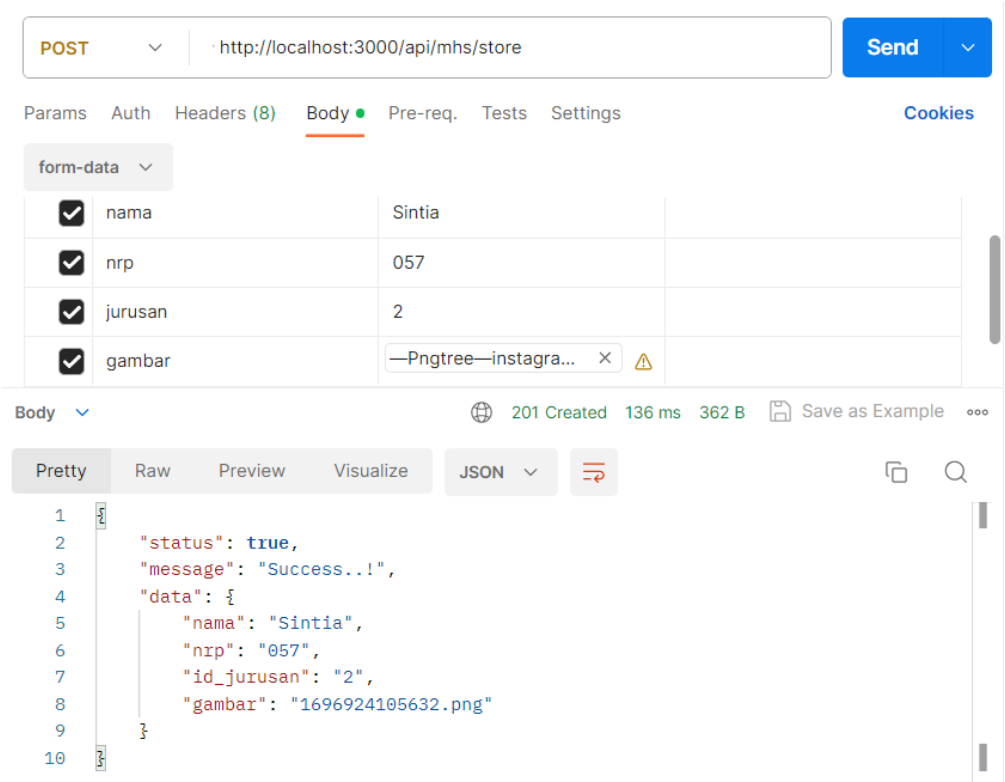 POST http://localhost:3000/api/mhs/store Send
Params Auth Headers (8) Body Pre-req. Tests Settings Cookies
form-data
nama Sintia
nrp 057
jurusan 2
gambar —Pngtree—instagra...
Body 201 Created 136 ms 362 B Save as Example
Pretty Raw Preview Visualize JSON
1 {
2 "status": true,
3 "message": "Success..!",
4 "data": {
5 "nama": "Sintia",
6 "nrp": "057",
7 "id_jurusan": "2",
8 "gambar": "1696924105632.png"
9 }
10 }